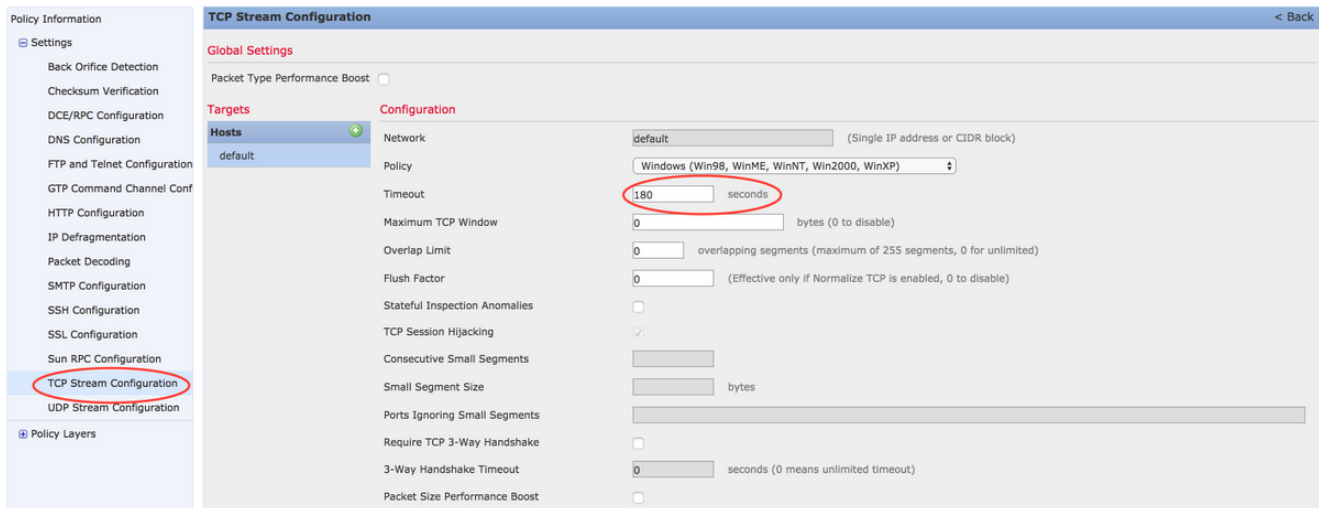 Policy Information
Settings
Back Orifice Detection
Checksum Verification
DCE/RPC Configuration
DNS Configuration
FTP and Telnet Configuration
GTP Command Channel Conf
HTTP Configuration
IP Defragmentation
Packet Decoding
SMTP Configuration
SSH Configuration
SSL Configuration
Sun RPC Configuration
TCP Stream Configuration
UDP Stream Configuration
Policy Layers
TCP Stream Configuration < Back
Global Settings
Packet Type Performance Boost
Targets
Hosts
default
Configuration
Network default (Single IP address or CIDR block)
Policy Windows (Win98, WinME, WinNT, Win2000, WinXP)
Timeout 180 seconds
Maximum TCP Window 0 bytes (0 to disable)
Overlap Limit 0 overlapping segments (maximum of 255 segments, 0 for unlimited)
Flush Factor 0 (Effective only if Normalize TCP is enabled, 0 to disable)
Stateful Inspection Anomalies
TCP Session Hijacking
Consecutive Small Segments
Small Segment Size bytes
Ports Ignoring Small Segments
Require TCP 3-Way Handshake
3-Way Handshake Timeout 0 seconds (0 means unlimited timeout)
Packet Size Performance Boost